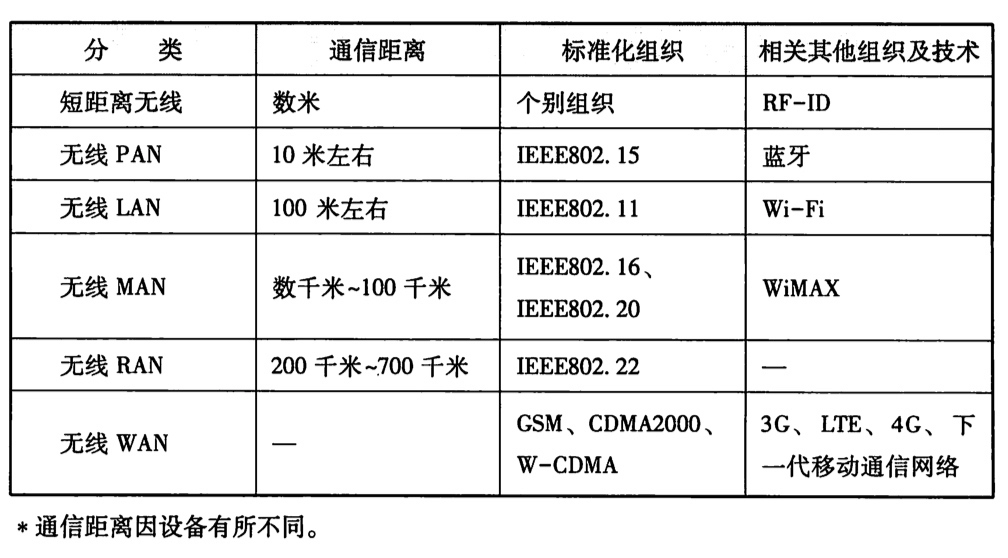 分 类 通信距离 标准化组织 相关其他组织及技术
短距离无线 数米 个别组织 RF-ID
无线 PAN 10 米左右 IEEE802.15 蓝牙
无线 LAN 100 米左右 IEEE802.11 Wi-Fi
无线 MAN 数千米~100 千米 IEEE802.16、 WiMAX
IEEE802.20
无线 RAN 200 千米~700 千米 IEEE802.22 —
无线 WAN — GSM、CDMA2000、 3G、LTE、4G、下
W-CDMA 一代移动通信网络
*通信距离因设备有所不同。